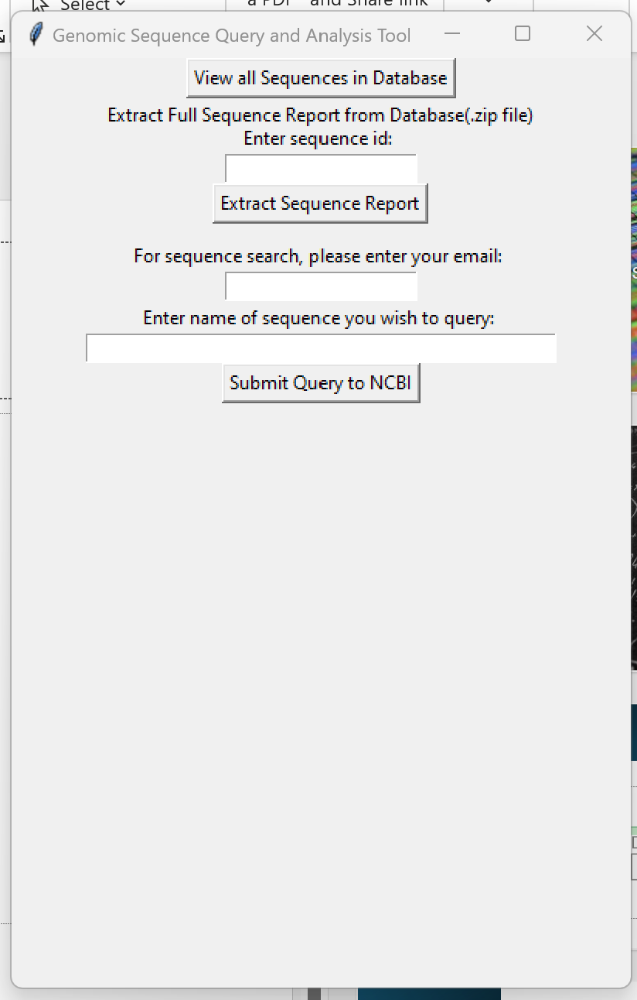 Select
a PDF and Share link
Genomic Sequence Query and Analysis Tool
View all Sequences in Database
Extract Full Sequence Report from Database(.zip file)
Enter sequence id:
Extract Sequence Report
For sequence search, please enter your email:
Enter name of sequence you wish to query:
Submit Query to NCBI